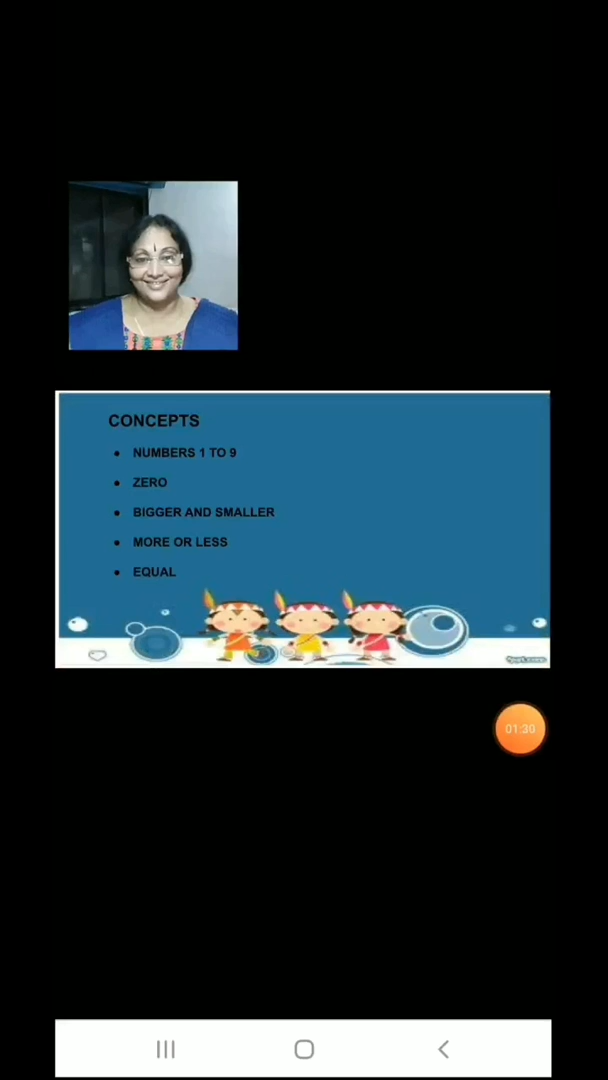 CONCEPTS
● NUMBERS 1 TO 9
● ZERO
● BIGGER AND SMALLER
● MORE OR LESS
● EQUAL
01:30